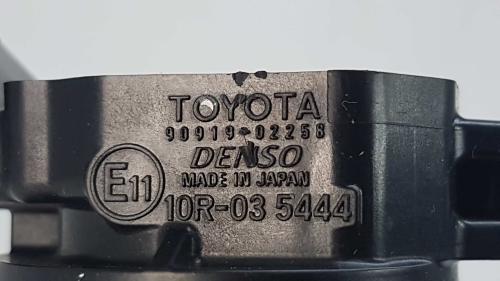 TOYOTA
90919-02258
DENSO
MADE IN JAPAN
E11
10R-03 5444